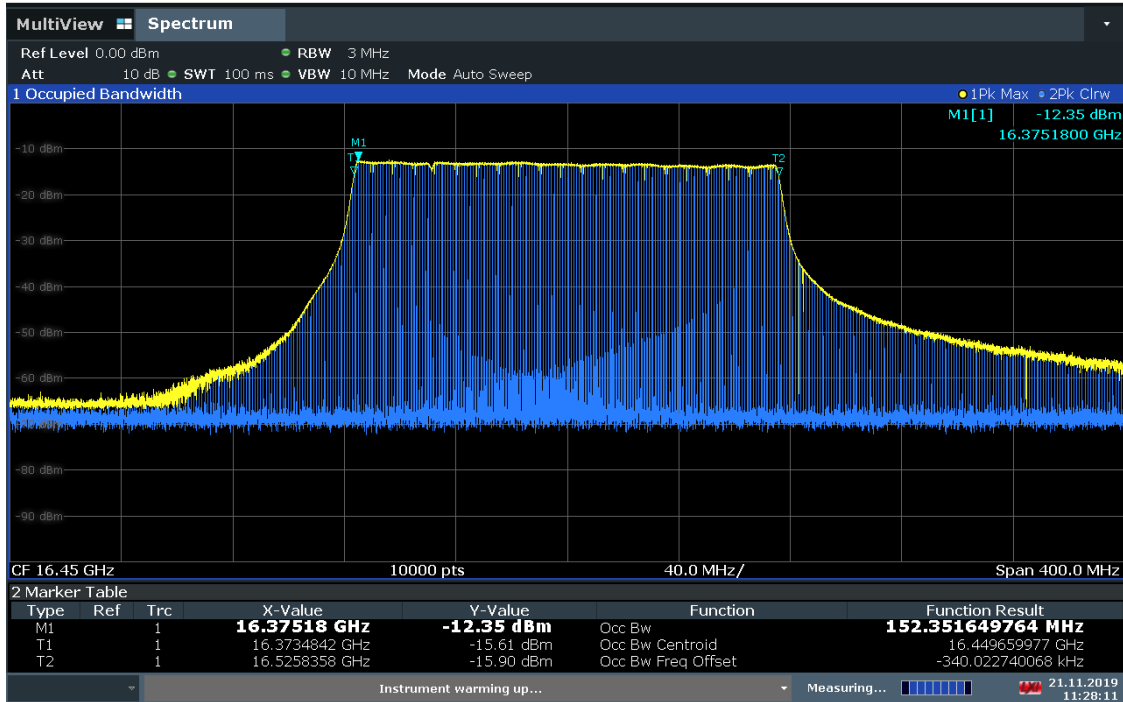 MultiView Spectrum
Ref Level 0.00 dBm RBW 3 MHz
Att 10 dB SWT 100 ms VBW 10 MHz Mode Auto Sweep
1 Occupied Bandwidth 1Pk Max 2Pk Clrw
M1[1] -12.35 dBm
16.3751800 GHz
M1
-10 dBm
T2
-20 dBm
-30 dBm
-40 dBm
-50 dBm
-60 dBm
-80 dBm
-90 dBm
CF 16.45 GHz 10000 pts 40.0 MHz/ Span 400.0 MHz
2 Marker Table
Type Ref Trc X-Value Y-Value Function Function Result
M1 1 16.37518 GHz -12.35 dBm Occ Bw 152.351649764 MHz
T1 1 16.3734842 GHz -15.61 dBm Occ Bw Centroid 16.449659977 GHz
T2 1 16.5258358 GHz -15.90 dBm Occ Bw Freq Offset -340.022740068 kHz
Instrument warming up... Measuring... 21.11.2019
11:28:11